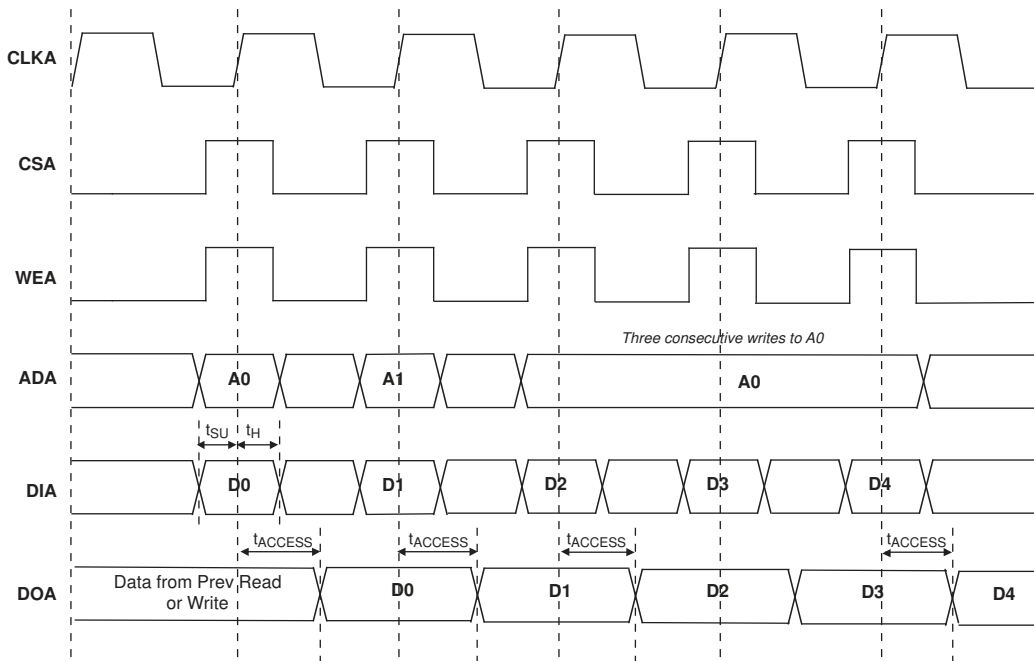 CLKA
CSA
WEA
Three consecutive writes to A0
ADA
A0
A1
A0
tSU
tH
DIA
D0
D1
D2
D3
D4
tACCESS
tACCESS
tACCESS
tACCESS
DOA
Data from Prev Read
or Write
D0
D1
D2
D3
D4